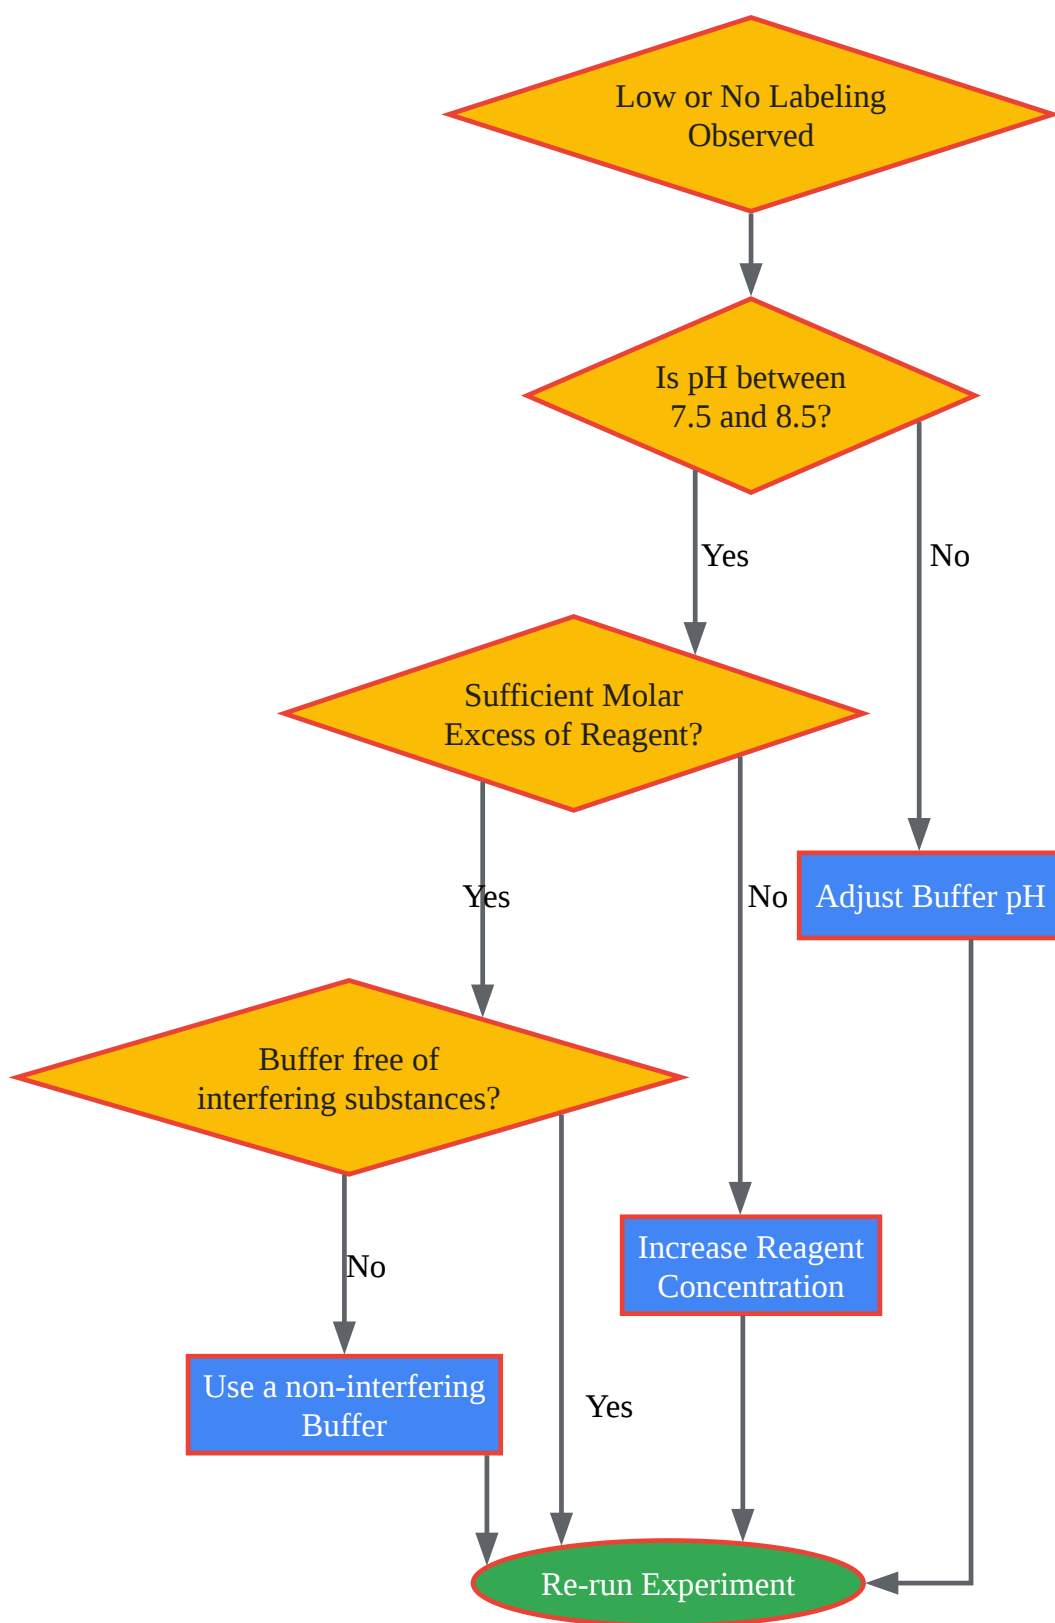 Low or No Labeling
Observed
Is pH between
7.5 and 8.5?
Yes
No
Sufficient Molar
Excess of Reagent?
Yes
No
Adjust Buffer pH
Buffer free of
interfering substances?
No
Increase Reagent
Concentration
Use a non-interfering
Buffer
Yes
Re-run Experiment